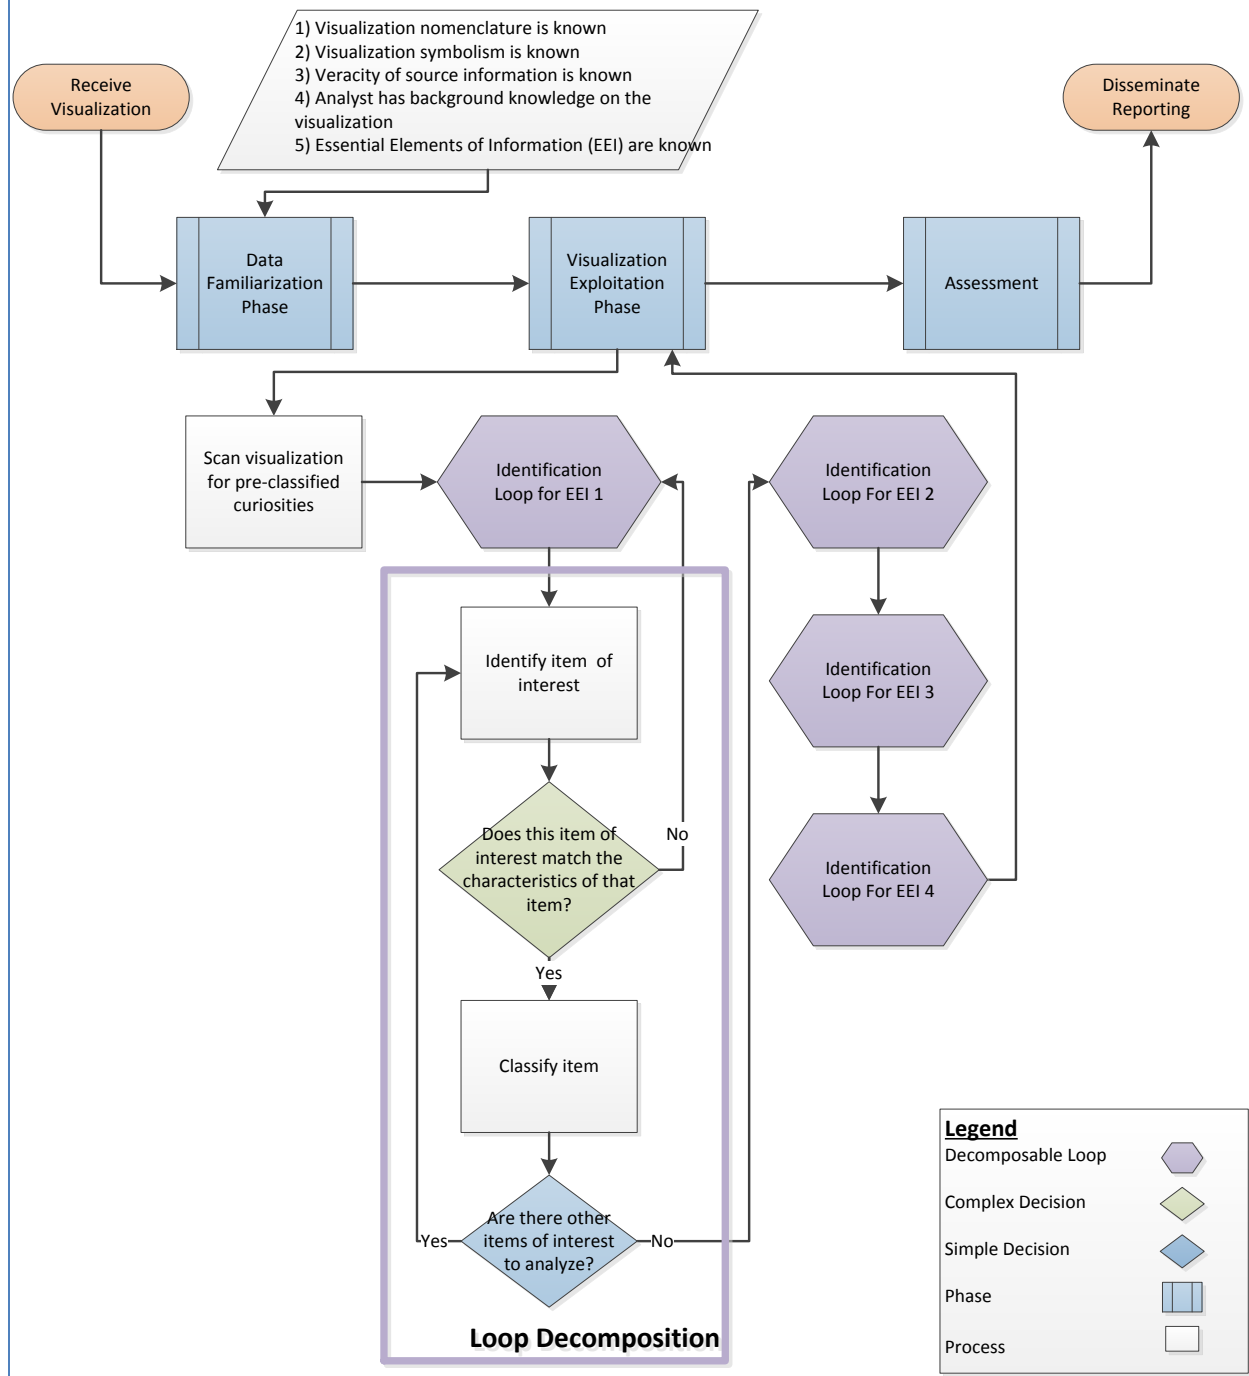 1) Visualization nomenclature is known
2) Visualization symbolism is known
3) Veracity of source information is known
4) Analyst has background knowledge on the
visualization
5) Essential Elements of Information (EEI) are known
Receive
Visualization
Disseminate
Reporting
Data
Familiarization
Phase
Visualization
Exploitation
Phase
Assessment
Scan visualization
for pre-classified
curiosities
Identification
Loop for EEI 1
Identification
Loop For EEI 2
Identify item of
interest
Identification
Loop For EEI 3
Does this item of
interest match the
characteristics of that
item?
No
Identification
Loop For EEI 4
Yes
Classify item
Are there other
items of interest
to analyze?
Yes
No
Loop Decomposition
Legend
Decomposable Loop
Complex Decision
Simple Decision
Phase
Process